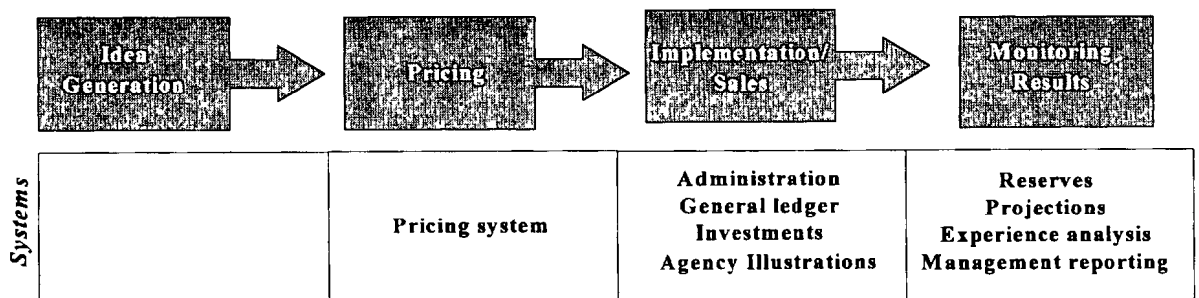 Idea
Generation
Pricing
Implementation/
Sales
Monitoring
Results
Systems
Pricing system
Administration
General ledger
Investments
Agency Illustrations
Reserves
Projections
Experience analysis
Management reporting